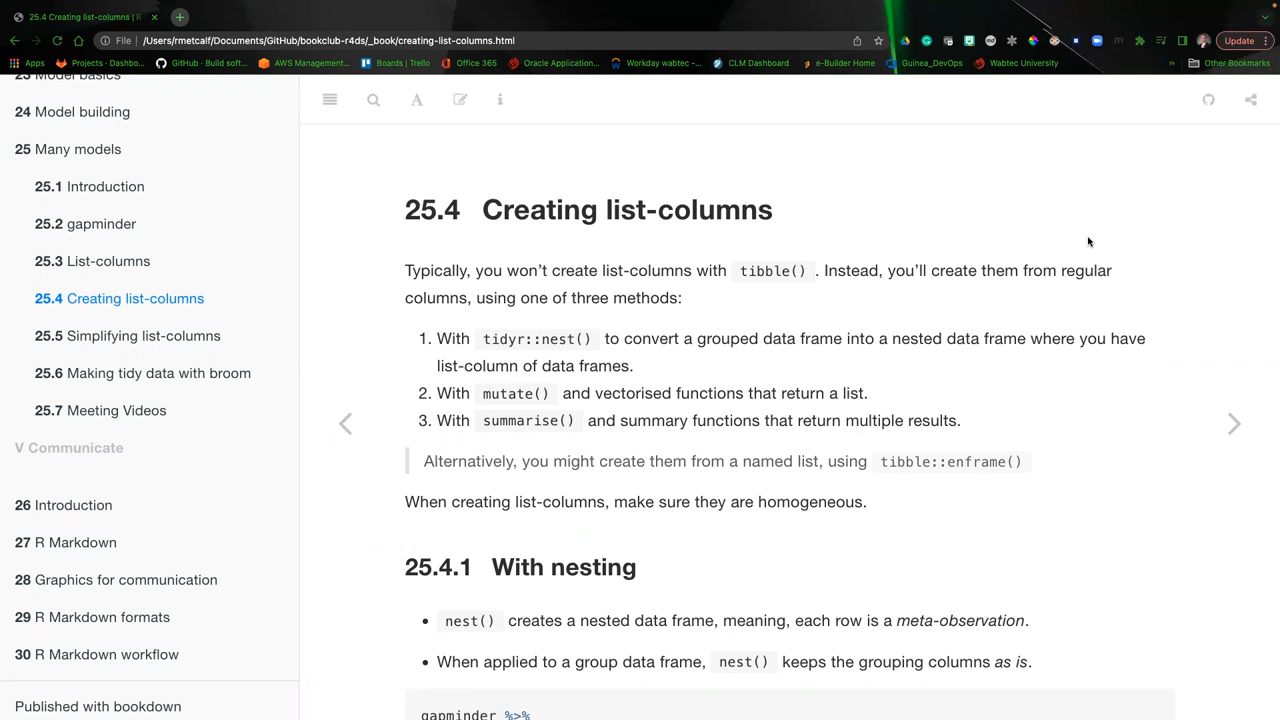 25.4 Creating list-columns | R
File
/Users/rmetcalf/Documents/GitHub/bookclub-r4ds/_book/creating-list-columns.html
Update
Apps
Projects - Dashbo...
GitHub · Build soft...
AWS Management...
Boards | Trello
Office 365
Oracle Application...
Workday wabtec -...
CLM Dashboard
e-Builder Home
Guinea_DevOps
Wabtec University
»
Other Bookmarks
23 Model basics
24 Model building
25 Many models
25.1 Introduction
25.2 gapminder
25.3 List-columns
25.4 Creating list-columns
25.5 Simplifying list-columns
25.6 Making tidy data with broom
25.7 Meeting Videos
V Communicate
26 Introduction
27 R Markdown
28 Graphics for communication
29 R Markdown formats
30 R Markdown workflow
Published with bookdown
25.4 Creating list-columns
Typically, you won't create list-columns with tibble() . Instead, you'll create them from regular
columns, using one of three methods:
1. With tidyr::nest() to convert a grouped data frame into a nested data frame where you have
list-column of data frames.
2. With mutate() and vectorised functions that return a list.
3. With summarise() and summary functions that return multiple results.
Alternatively, you might create them from a named list, using tibble::enframe()
When creating list-columns, make sure they are homogeneous.
25.4.1 With nesting
• nest() creates a nested data frame, meaning, each row is a meta-observation.
• When applied to a group data frame, nest() keeps the grouping columns as is.
gapminder %>%